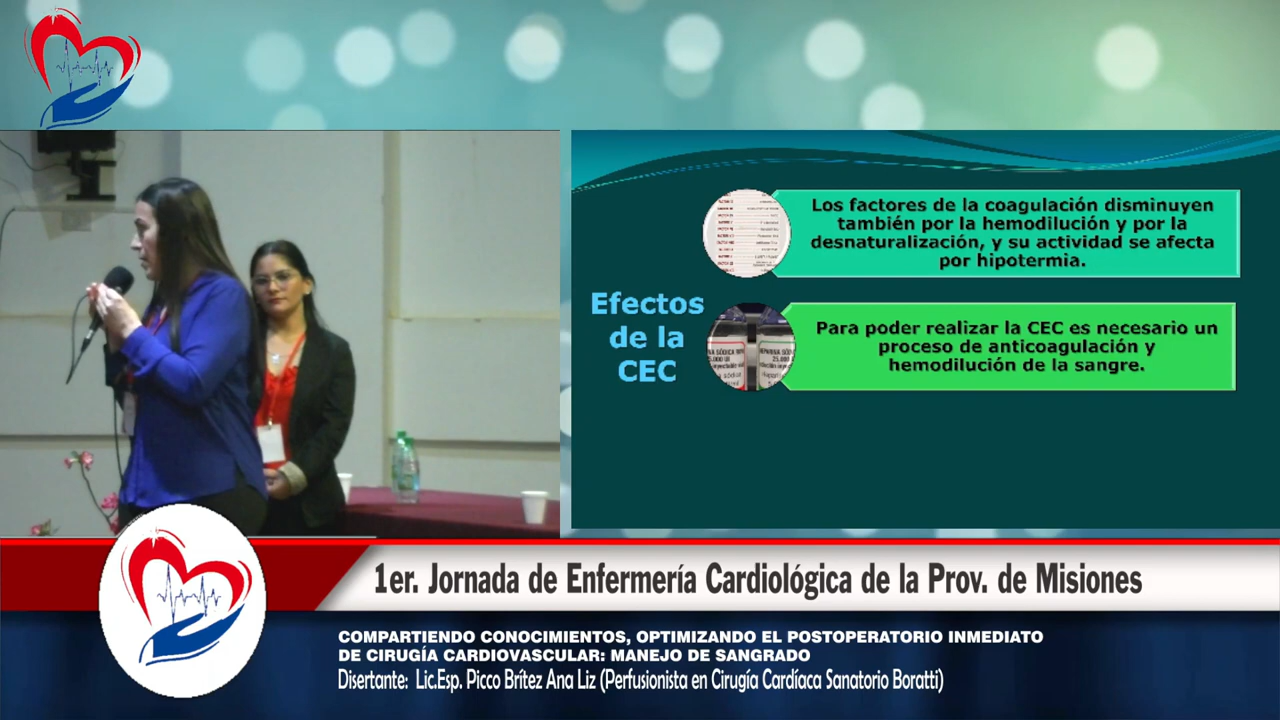 Los factores de la coagulación disminuyen
también por la hemodilución y por la
desnaturalización, y su actividad se afecta
por hipotermia.
Efectos
de la
CEC
Para poder realizar la CEC es necesario un
proceso de anticoagulación y
hemodilución de la sangre.
1er. Jornada de Enfermería Cardiológica de la Prov. de Misiones
COMPARTIENDO CONOCIMIENTOS, OPTIMIZANDO EL POSTOPERATORIO INMEDIATO
DE CIRUGÍA CARDIOVASCULAR: MANEJO DE SANGRADO
Disertante: Lic.Esp. Picco Brítez Ana Liz (Perfusionista en Cirugía Cardíaca Sanatorio Boratti)